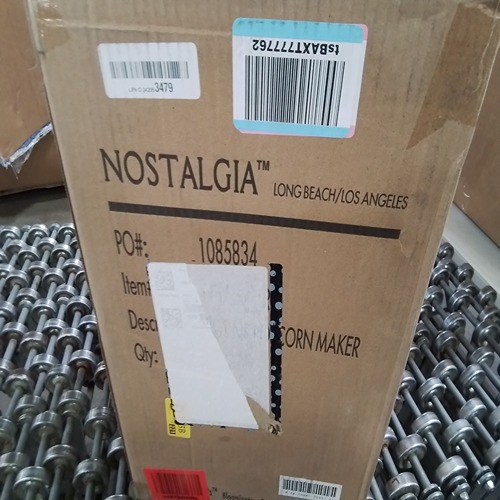 3479
tsBAXT777762
NOSTALGIA™ LONG BEACH/LOS ANGELES
PO#: 1085834
Item
Desc CORN MAKER
Qty: